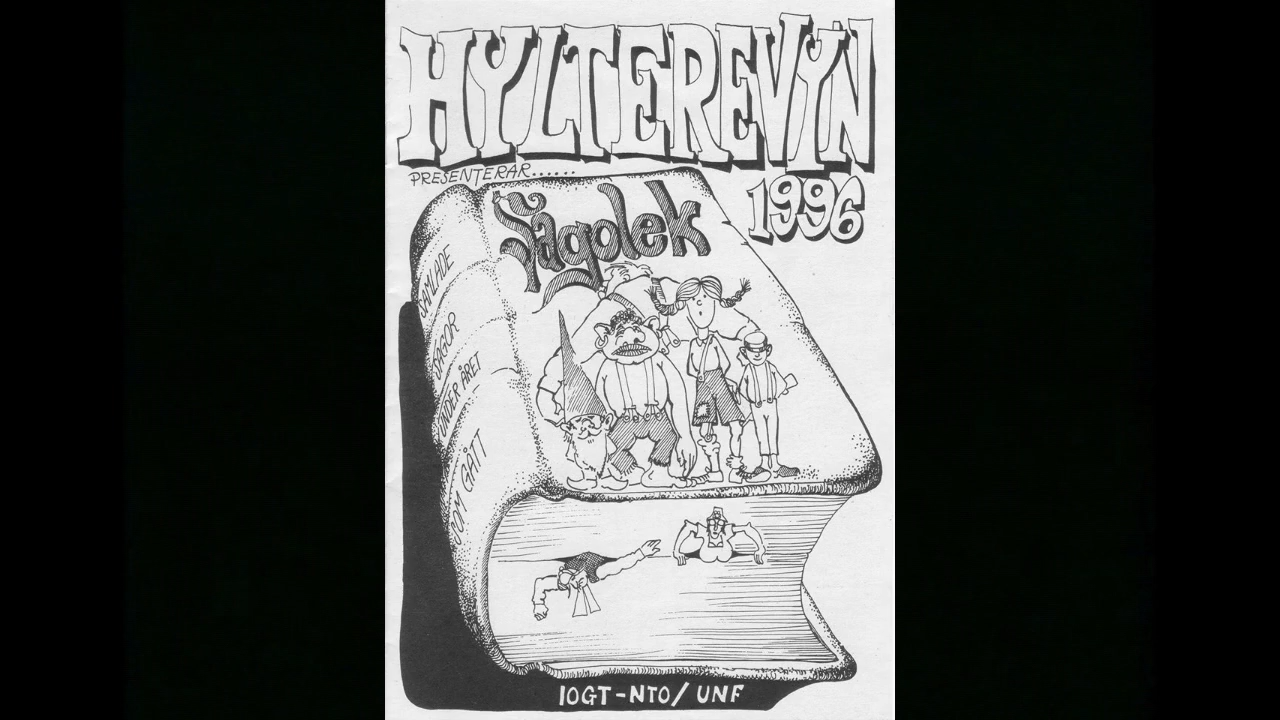 HYLTEREVYN
PRESENTERAR......
1996
Sagolek
SAMLADE
SAGOR
UNDER ÅRET
SOM GÅTT
IOGT-NTO/UNF